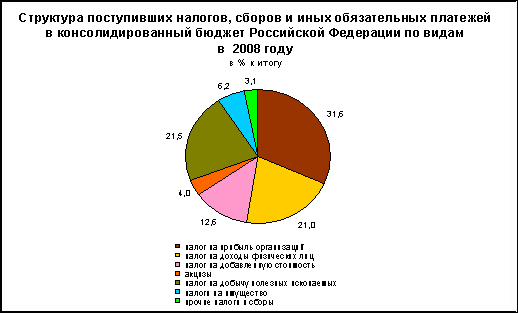 Структура поступивших налогов, сборов и иных обязательных платежей
в консолидированный бюджет Российской Федерации по видам
в 2008 году
в % к итогу
3,1
6,2
31,6
21,5
4,0
12,6
21,0
налог на прибыль организаций
налог на доходы физических лиц
налог на добавленную стоимость
акцизы
налог на добычу полезных ископаемых
налоги на имущество
прочие налоги и сборы